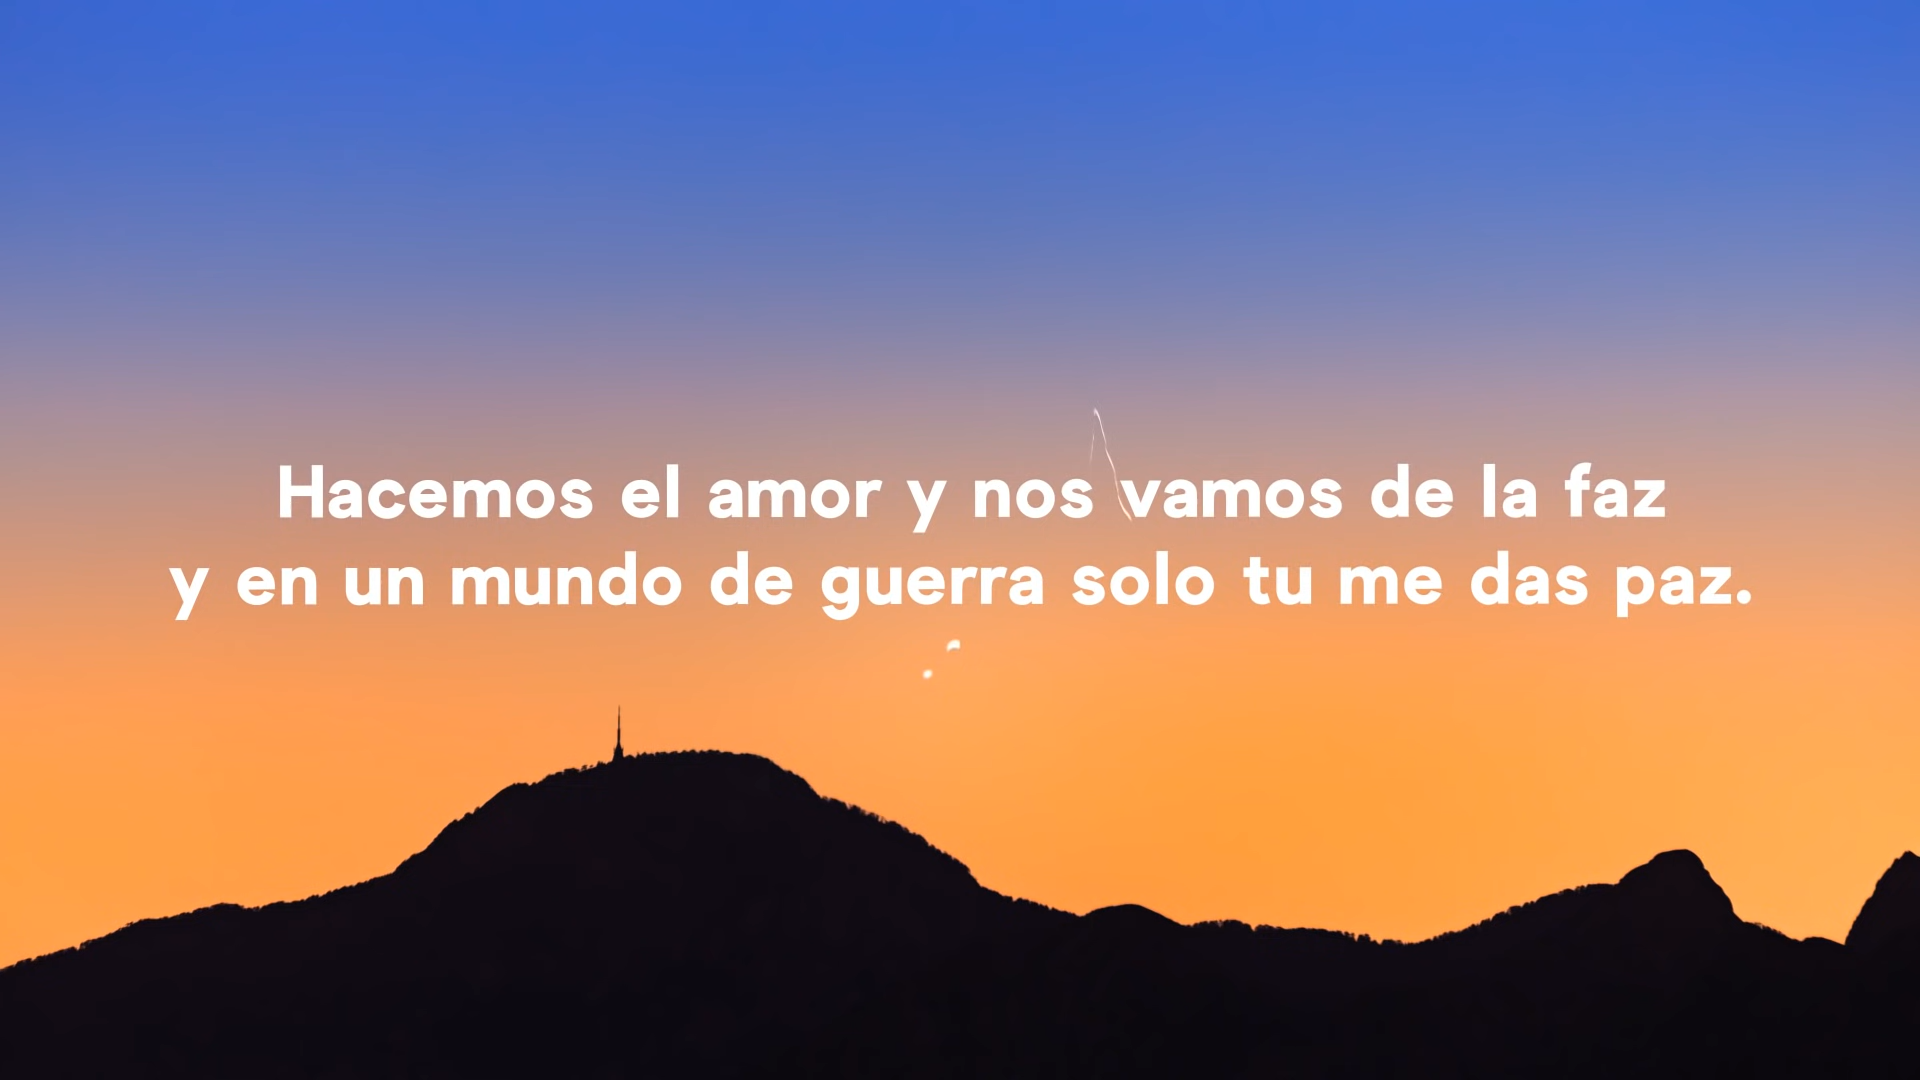 Hacemos el amor y nos vamos de la faz
y en un mundo de guerra solo tu me das paz.